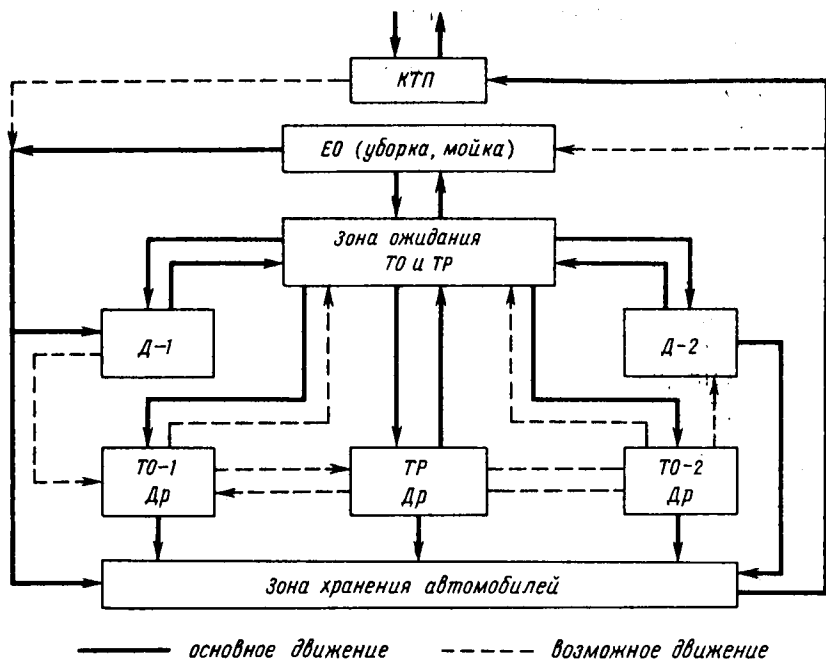 КТП
ЕО (уборка, мойка)
Зона ожидания
ТО и ТР
Д-1
Д-2
ТО-1
Др
ТР
Др
ТО-2
Др
Зона хранения автомобилей
основное движение
возможное движение